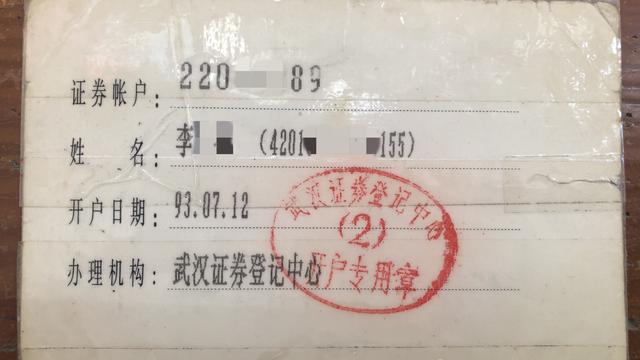 证券帐户: 220 89
姓 名: 李 (4201 155)
开户日期: 93.07.12
办理机构: 武汉证券登记中心
武汉证券登记中心
(2)
开户专用章